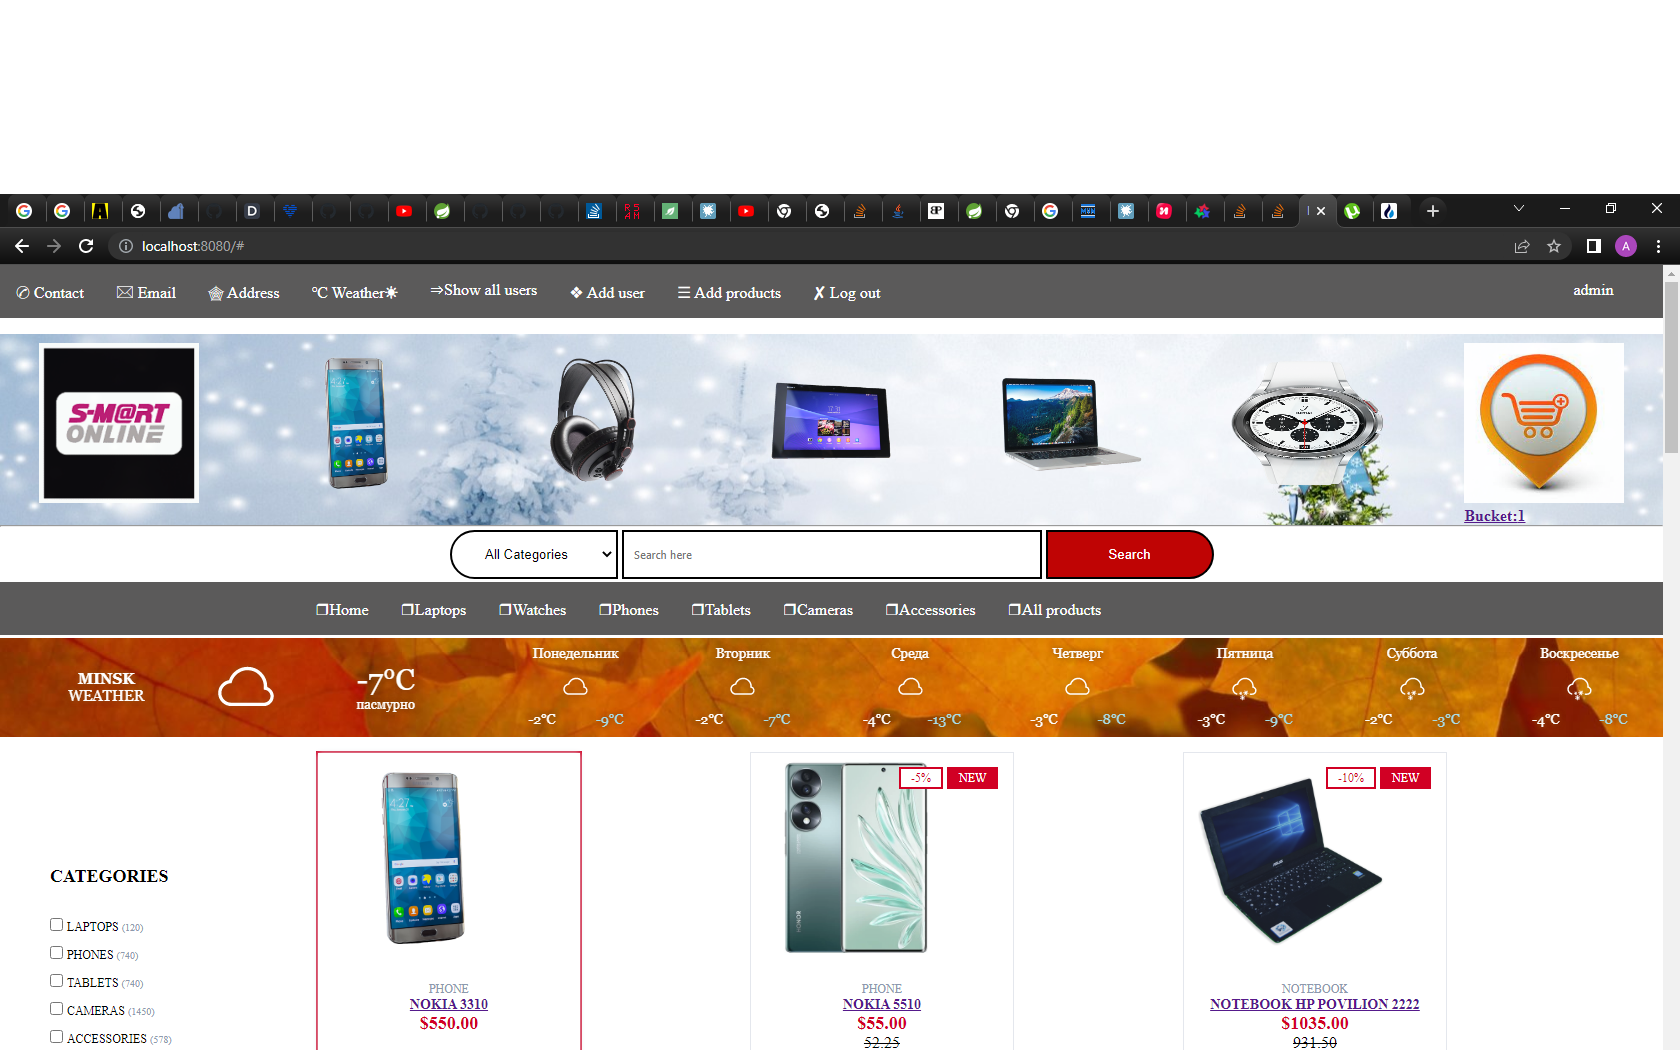 localhost:8080/#
A
✆ Contact
✉ Email
Address
℃ Weather☀
⇒Show all users
❖ Add user
☰ Add products
✗ Log out
admin
S-M@RT
ONLINE
Bucket:1
All Categories
Search here
Search
❐Home
❐Laptops
❐Watches
❐Phones
❐Tablets
❐Cameras
❐Accessories
❐All products
MINSK
WEATHER
-7°C
пасмурно
Понедельник
-2°C -9°C
Вторник
-2°C -7°C
Среда
-4°C -13°C
Четверг
-3°C -8°C
Пятница
-3°C -9°C
Суббота
-2°C -3°C
Воскресенье
-4°C -8°C
CATEGORIES
LAPTOPS (120)
PHONES (740)
TABLETS (740)
CAMERAS (1450)
ACCESSORIES (578)
PHONE
NOKIA 3310
$550.00
-5% NEW
HONOR
PHONE
NOKIA 5510
$55.00
52.25
-10% NEW
NOTEBOOK
NOTEBOOK HP POVILION 2222
$1035.00
931.50